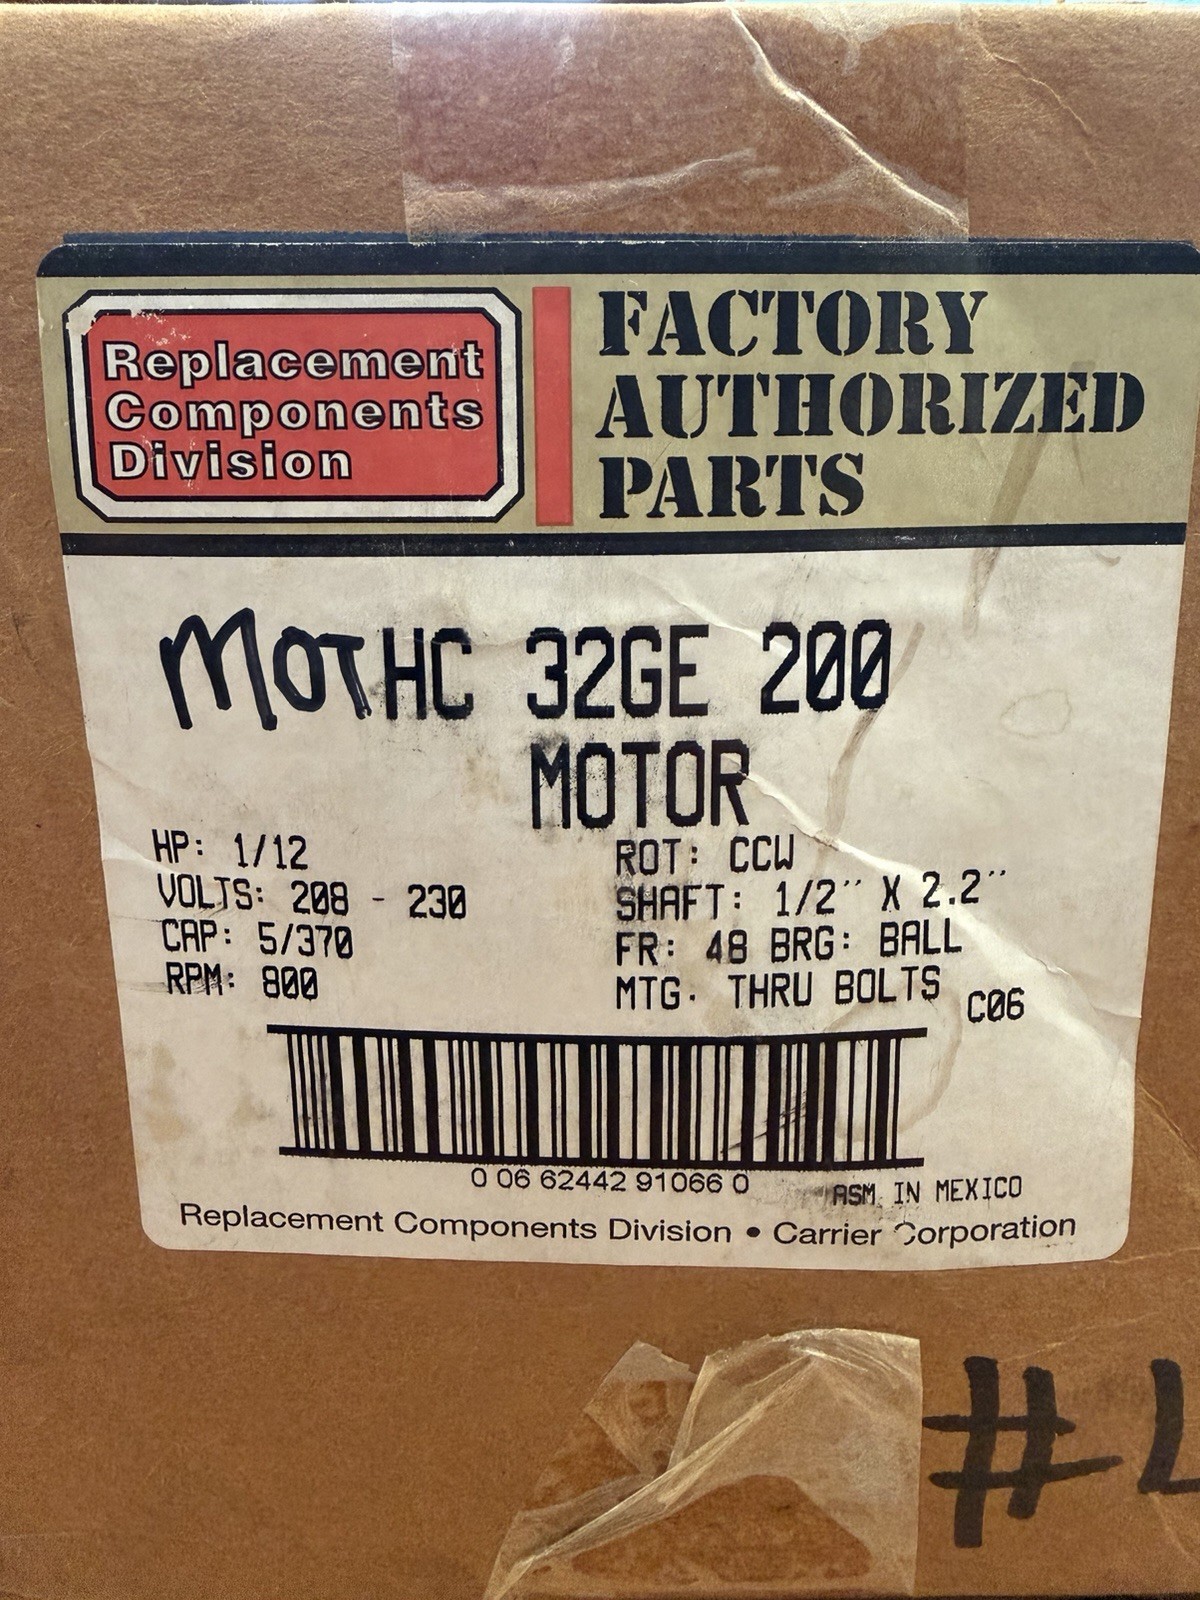 Replacement
Components
Division
FACTORY
AUTHORIZED
PARTS
MOT HC 32GE 200
MOTOR
HP: 1/12
VOLTS: 208 - 230
CAP: 5/370
RPM: 800
ROT: CCW
SHAFT: 1/2" X 2.2"
FR: 48 BRG: BALL
MTG. THRU BOLTS
C06
0 06 62442 91066 0
ASM. IN MEXICO
Replacement Components Division • Carrier Corporation
#